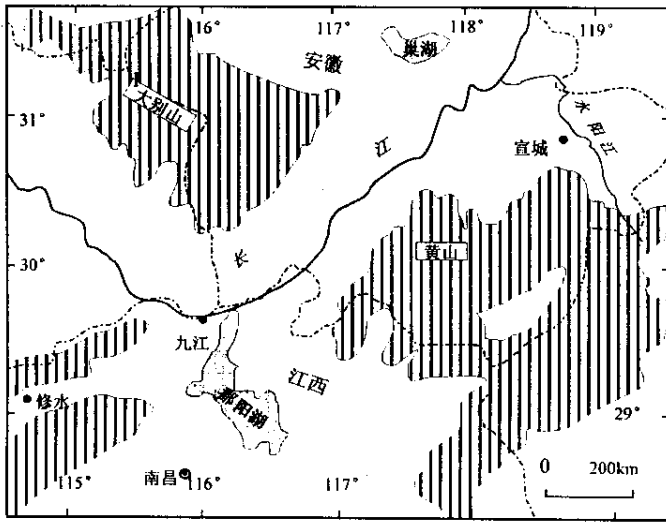 116°
117°
118°
119°
安徽
巢湖
大别山
31°
江
水阳江
宣城
黄山
30°
长
九江
江西
修水
鄱阳湖
29°
0 200km
115°
南昌
116°
117°